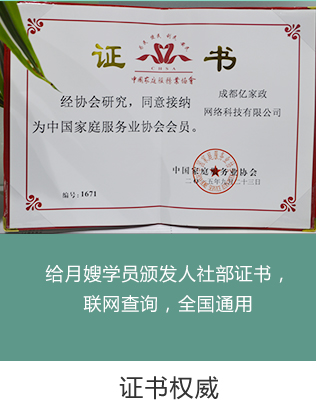 证 书
CHSA
中国家庭服务业协会
经协会研究，同意接纳
为中国家庭服务业协会会员。
成都亿家政
网络科技有限公司
中国家庭服务业协会
二〇一五年九月二十三日
编号：1671
给月嫂学员颁发人社部证书，
联网查询，全国通用
证书权威